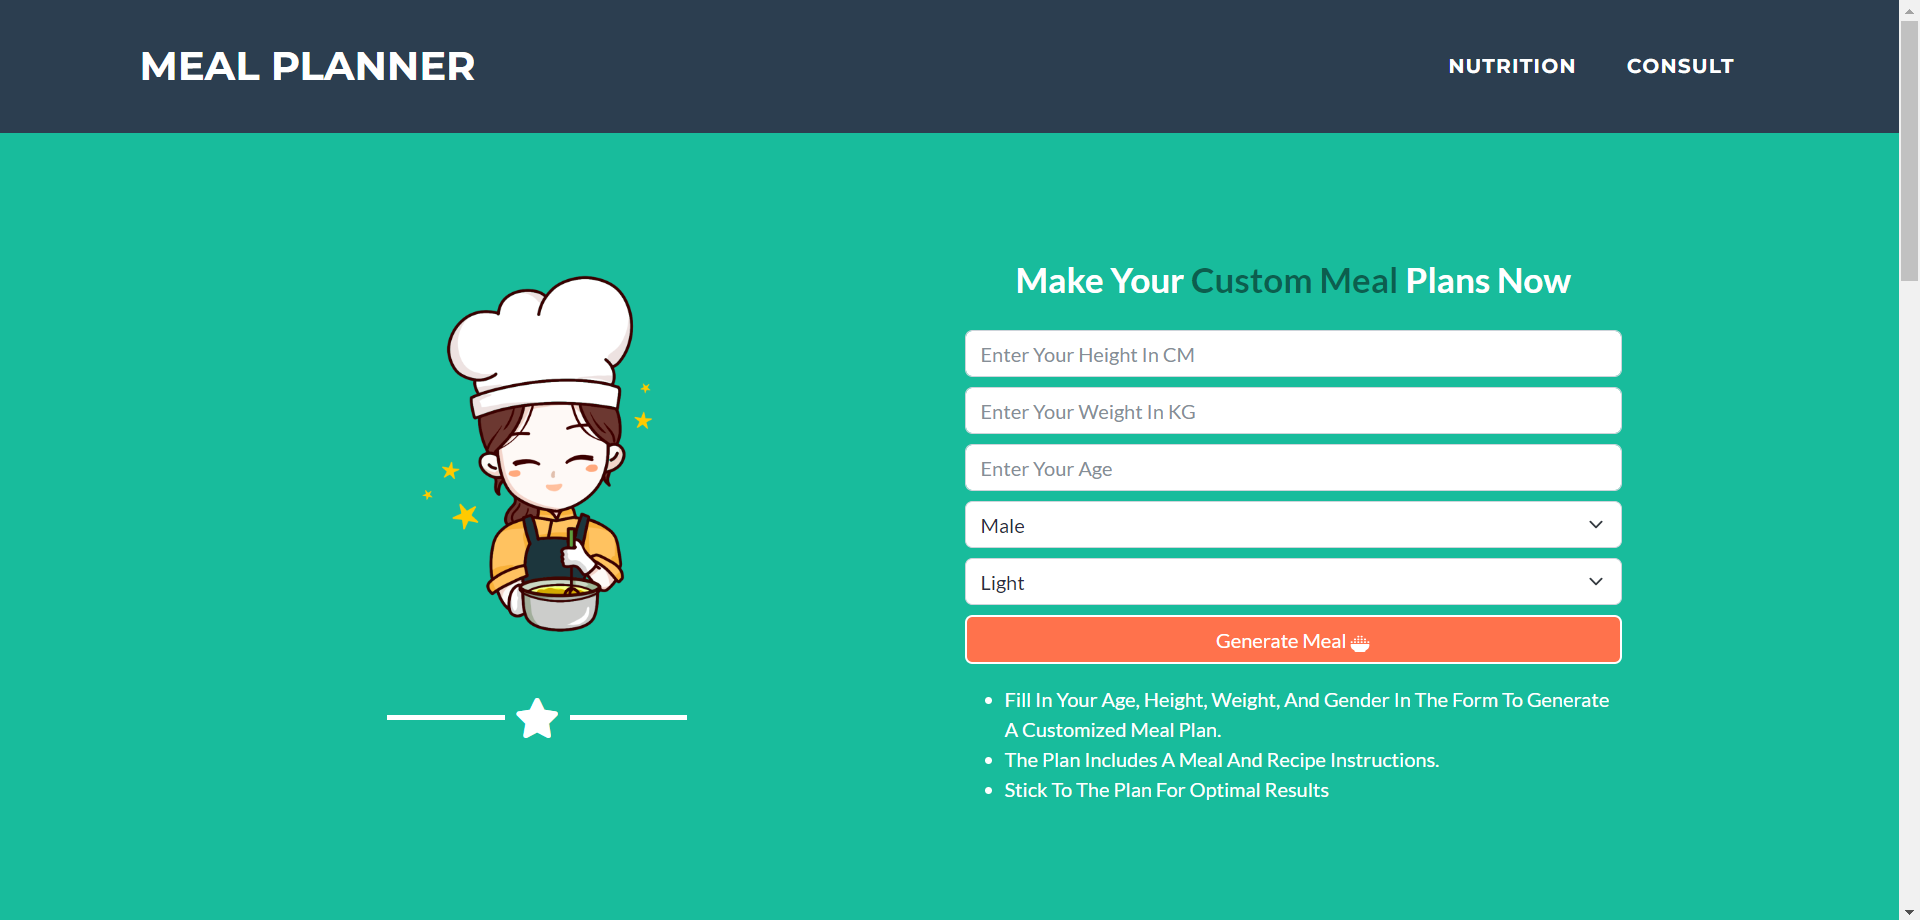 MEAL PLANNER
NUTRITION
CONSULT
Make Your Custom Meal Plans Now
Enter Your Height In CM
Enter Your Weight In KG
Enter Your Age
Male
Light
Generate Meal
Fill In Your Age, Height, Weight, And Gender In The Form To Generate
A Customized Meal Plan.
The Plan Includes A Meal And Recipe Instructions.
Stick To The Plan For Optimal Results